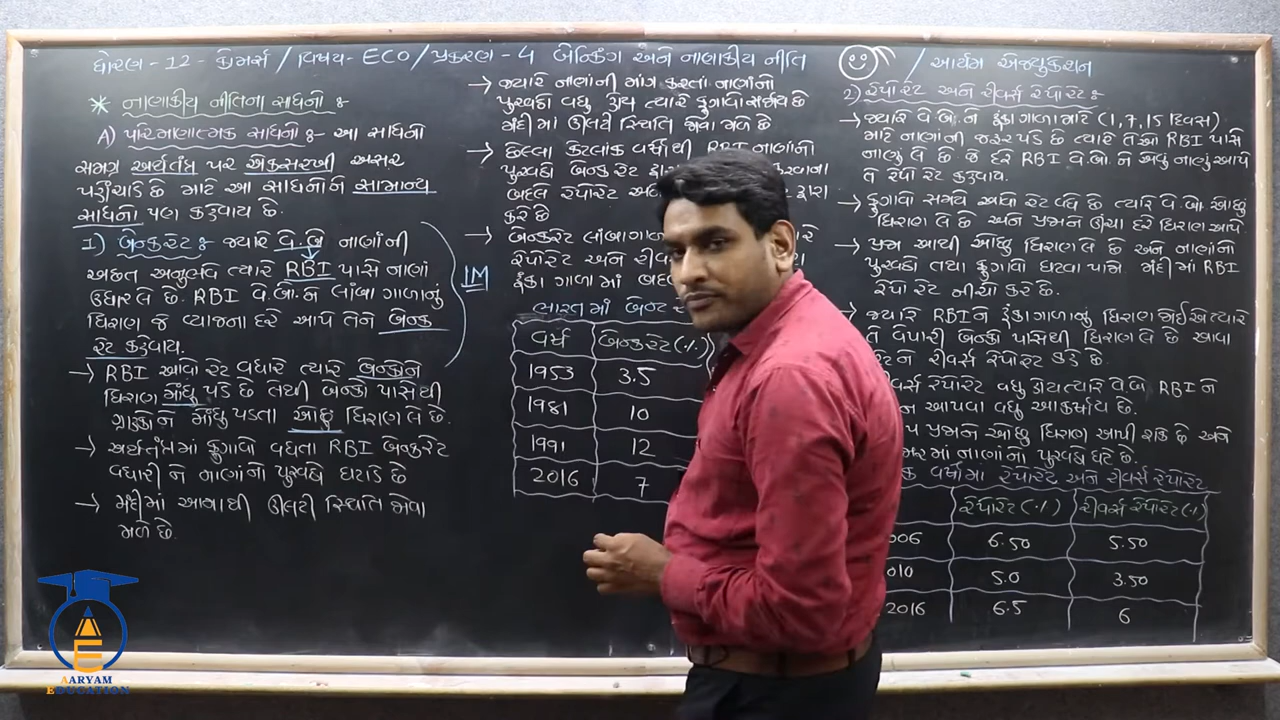 ધોરણ - 12 - કોમર્સ / વિષય - ECO / પ્રકરણ - 4 બેન્કિંગ અને નાણાકીય નીતિ
/ આર્યમ એજ્યુકેશન
* નાણાકીય નીતિના સાધનો :-
A) પરિમાણાત્મક સાધનો :- આ સાધનો
સમગ્ર અર્થતંત્ર પર એકસરખી અસર
પહોંચાડે છે માટે આ સાધનોને સામાન્ય
સાધનો પણ કહેવાય છે.
1) બેન્કરેટ :- જ્યારે વે.બે નાણાંની
અછત અનુભવે ત્યારે RBI પાસે નાણાં
ઉધાર લે છે. RBI વે.બે.ને લાંબા ગાળાનું
ધિરાણ જે વ્યાજના દરે આપે તેને બેન્ક
રેટ કહેવાય.
1M
→ RBI આવો રેટ વધારે ત્યારે બેન્કોને
ધિરાણ મોંઘુ પડે છે તેથી બેન્કો પાસેથી
ગ્રાહકોને મોંઘુ પડતા ઓછુ ધિરાણ લે છે.
→ અર્થતંત્રમાં ફુગાવો વધતા RBI બેન્કરેટ
વધારી ને નાણાંનો પુરવઠો ઘટાડે છે
→ મંદીમાં આનાથી ઊલટી સ્થિતિ જોવા
મળે છે.
→ જ્યારે નાણાંની માંગ કરતાં નાણાંનો
પુરવઠો વધુ હોય ત્યારે ફુગાવો સર્જાય છે
મંદીમાં ઊલટી સ્થિતિ જોવા મળે છે
→ છેલ્લા કેટલાક વર્ષોથી RBI નાણાંનો
પુરવઠો બેન્ક રેટ
બદલે રેપોરેટ દ્વારા
કરે છે
→ બેન્કરેટ લાંબાગાળા
રેપોરેટ અને રીવર્સ
ટૂંકા ગાળા માં
ભારત માં બેન્ક
વર્ષ બેન્કરેટ (%)
1953 3.5
1981 10
1991 12
2016 7
2) રેપોરેટ અને રીવર્સ રેપોરેટ :-
→ જ્યારે વે.બે.ને ટૂંકાગાળા માટે (1, 7, 15 દિવસ)
માટે નાણાંની જરૂર પડે છે ત્યારે તેઓ RBI પાસે
નાણું લે છે. જે દરે RBI વે.બે.ને આવું નાણું આપે
તે રેપો રેટ કહેવાય.
→ ફુગાવા સમયે આવો રેટ વધે છે ત્યારે વે.બે. ઓછું
ધિરાણ લે છે અને પ્રજાને ઊંચા દરે ધિરાણ આપે
→ પ્રજા આથી ઓછું ધિરાણ લે છે અને નાણાંનો
પુરવઠો તથા ફુગાવો ઘટવા પામે. મંદીમાં RBI
રેપો રેટ નીચો કરે છે.
→ જ્યારે RBI ને ટૂંકાગાળાનું ધિરાણ જોઈએ ત્યારે
તે વેપારી બેન્કો પાસેથી ધિરાણ લે છે આવા
રેટને રીવર્સ રેપોરેટ કહે છે.
રીવર્સ રેપોરેટ વધુ હોય ત્યારે વે.બે RBI ને
આપવા વધુ આકર્ષાય છે.
પ્રજાને ઓછુ ધિરાણ આપી શકે છે અને
માં નાણાંનો પુરવઠો ઘટે છે.
વર્ષોમાં રેપોરેટ અને રીવર્સ રેપોરેટ
રેપોરેટ (%) રીવર્સ રેપોરેટ (%)
006 6.50 5.50
010 5.0 3.50
2016 6.5 6
AARYAM
EDUCATION